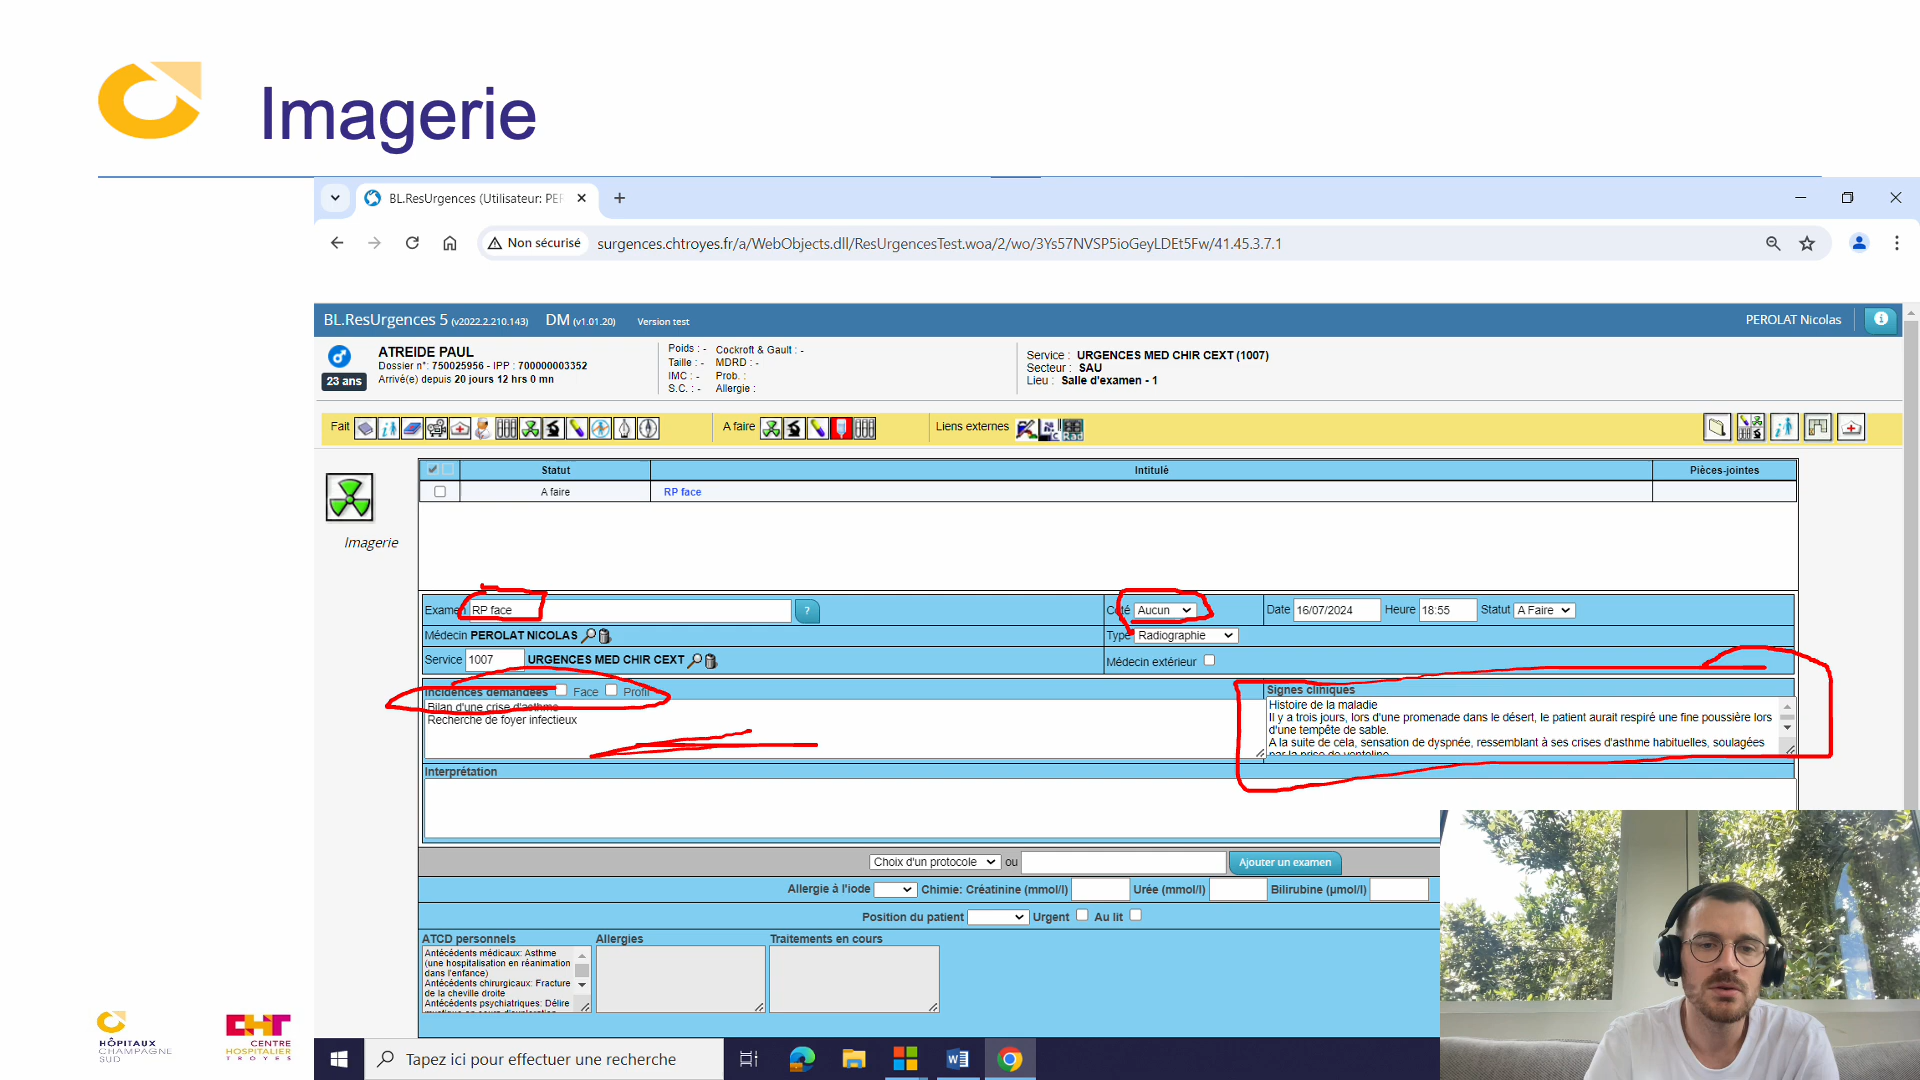 Imagerie
BL.ResUrgences (Utilisateur: PER
Non sécurisé
surgences.chtroyes.fr/a/WebObjects.dll/ResUrgencesTest.woa/2/wo/3Ys57NVSP5ioGeyLDEt5Fw/41.45.3.7.1
BL.ResUrgences 5 (v2022.2.210.143) DM (v1.01.20) Version test
PEROLAT Nicolas
ATREIDE PAUL
Dossier n°: 750025956 - IPP : 700000003352
Arrivé(e) depuis 20 jours 12 hrs 0 mn
23 ans
Poids : - Cockroft & Gault : -
Taille : - MDRD : -
IMC : - Prob. :
S.C. : - Allergie :
Service : URGENCES MED CHIR CEXT (1007)
Secteur : SAU
Lieu : Salle d'examen - 1
Fait
A faire
Liens externes
Imagerie
Statut Intitulé Pièces-jointes
A faire RP face
Examen RP face ?
Côté Aucun Date 16/07/2024 Heure 18:55 Statut A Faire
Médecin PEROLAT NICOLAS
Type Radiographie
Service 1007 URGENCES MED CHIR CEXT
Médecin extérieur
Incidences demandées Face Profil
Bilan d'une crise d'asthme
Recherche de foyer infectieux
Signes cliniques
Histoire de la maladie
Il y a trois jours, lors d'une promenade dans le désert, le patient aurait respiré une fine poussière lors
d'une tempête de sable.
A la suite de cela, sensation de dyspnée, ressemblant à ses crises d'asthme habituelles, soulagées
par la prise de ventoline
Interprétation
Choix d'un protocole ou Ajouter un examen
Allergie à l'iode Chimie: Créatinine (mmol/l) Urée (mmol/l) Bilirubine (µmol/l)
Position du patient Urgent Au lit
ATCD personnels Allergies Traitements en cours
Antécédents médicaux: Asthme
(une hospitalisation en réanimation
dans l'enfance)
Antécédents chirurgicaux: Fracture
de la cheville droite
Antécédents psychiatriques: Délire
HÔPITAUX
CHAMPAGNE
SUD
CHT
CENTRE
HOSPITALIER
TROYES
Tapez ici pour effectuer une recherche